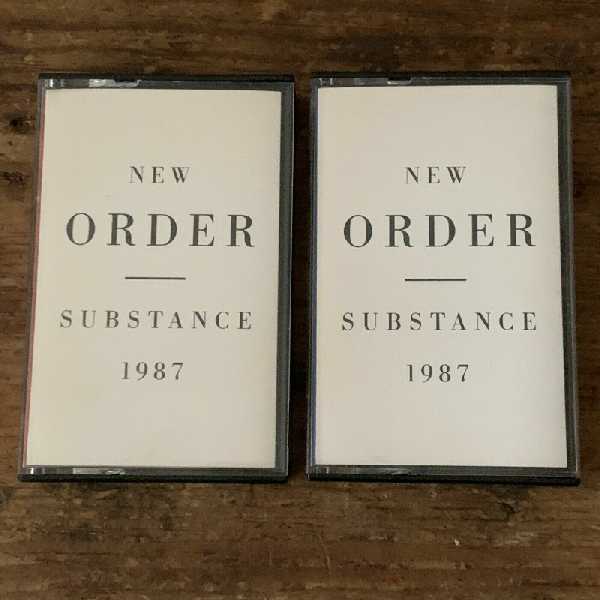 NEW
ORDER
SUBSTANCE
1987
NEW
ORDER
SUBSTANCE
1987